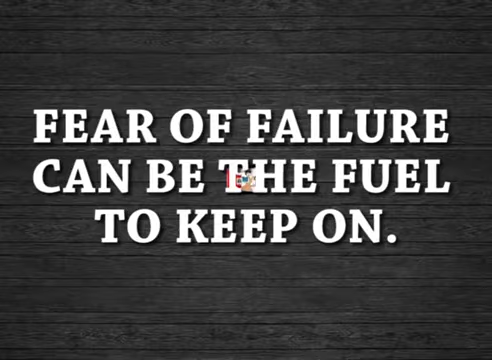 FEAR OF FAILURE
CAN BE THE FUEL
TO KEEP ON.